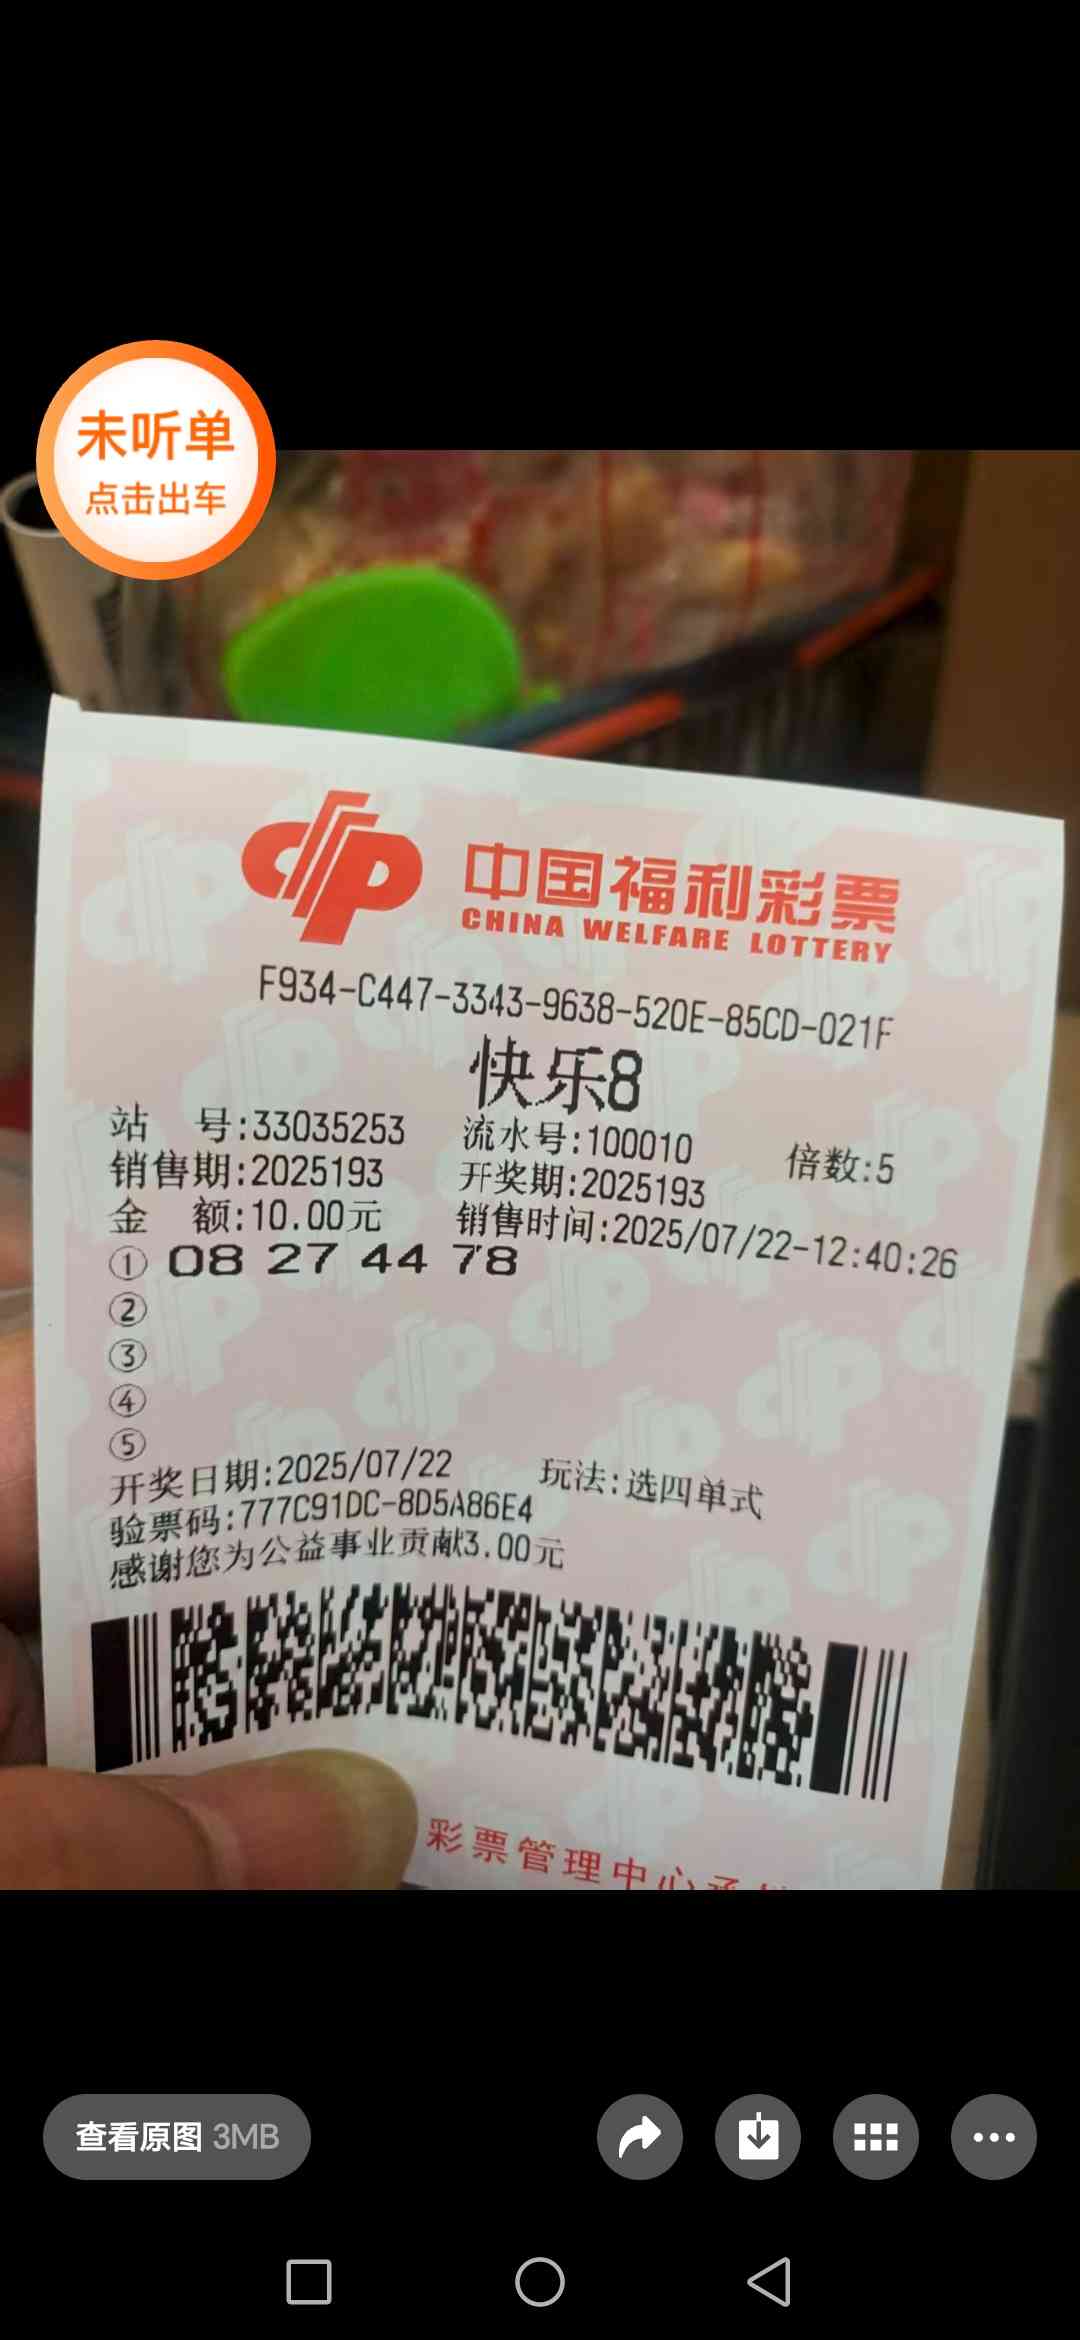 未听单
点击出车
中国福利彩票
CHINA WELFARE LOTTERY
F934-C447-3343-9638-520E-85CD-021F
快乐8
站 号:33035253 流水号:100010 倍数:5
销售期:2025193 开奖期:2025193
金 额:10.00元 销售时间:2025/07/22-12:40:26
① 08 27 44 78
②
③
④
⑤
开奖日期:2025/07/22 玩法:选四单式
验票码:777C91DC-8D5A86E4
感谢您为公益事业贡献3.00元
彩票管理中心承
查看原图 3MB